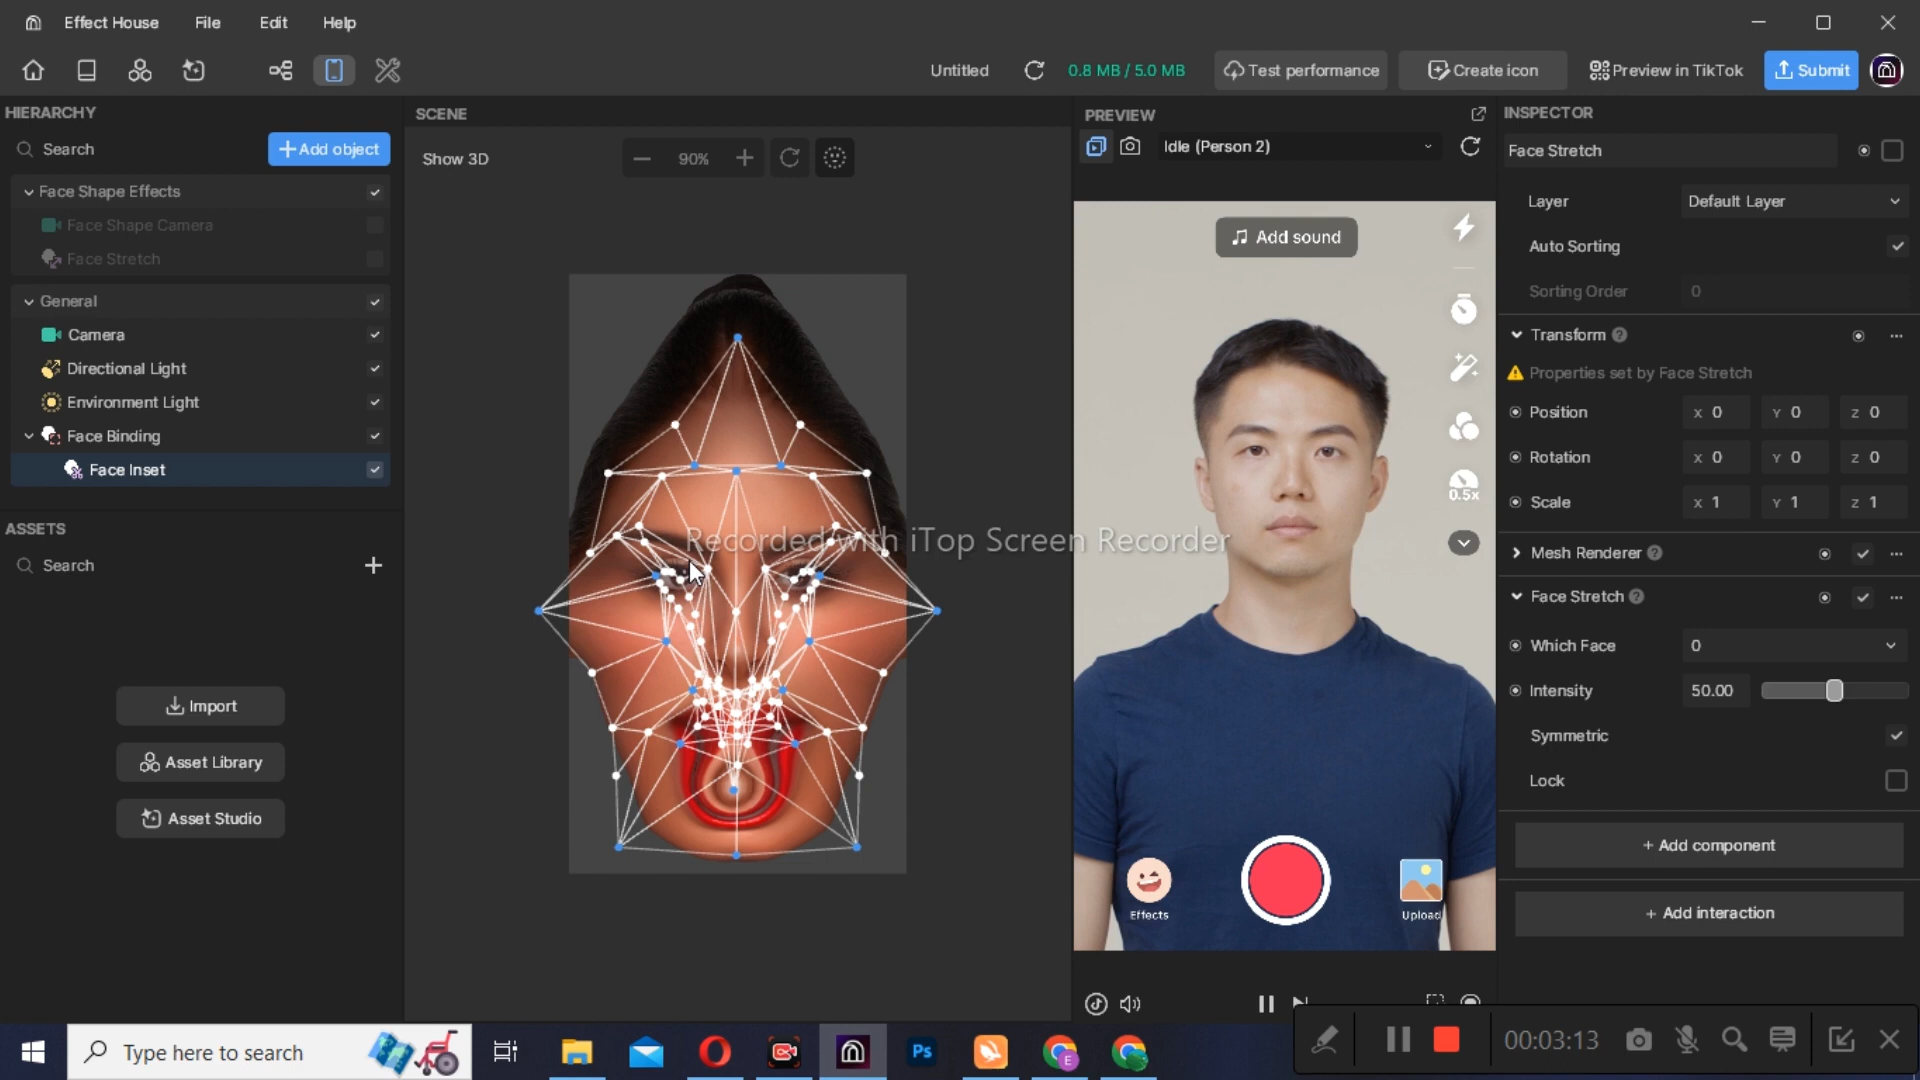 Effect House File Edit Help
Untitled 0.8 MB / 5.0 MB Test performance Create icon Preview in TikTok Submit
HIERARCHY
Search Add object
Face Shape Effects
Face Shape Camera
Face Stretch
General
Camera
Directional Light
Environment Light
Face Binding
Face Inset
ASSETS
Search
Import
Asset Library
Asset Studio
SCENE
Show 3D 90%
PREVIEW
Idle (Person 2)
Add sound
0.5x
Effects
Upload
Recorded with iTop Screen Recorder
INSPECTOR
Face Stretch
Layer Default Layer
Auto Sorting
Sorting Order 0
Transform
Properties set by Face Stretch
Position X 0 Y 0 Z 0
Rotation X 0 Y 0 Z 0
Scale X 1 Y 1 Z 1
Mesh Renderer
Face Stretch
Which Face 0
Intensity 50.00
Symmetric
Lock
+ Add component
+ Add interaction
Type here to search
Ps
E
00:03:13